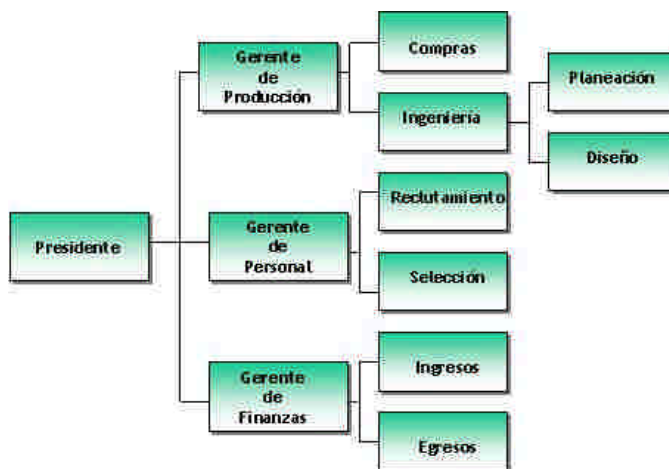 Presidente
Gerente
de
Producción
Compras
Ingeniería
Planeación
Diseño
Gerente
de
Personal
Reclutamiento
Selección
Gerente
de
Finanzas
Ingresos
Egresos